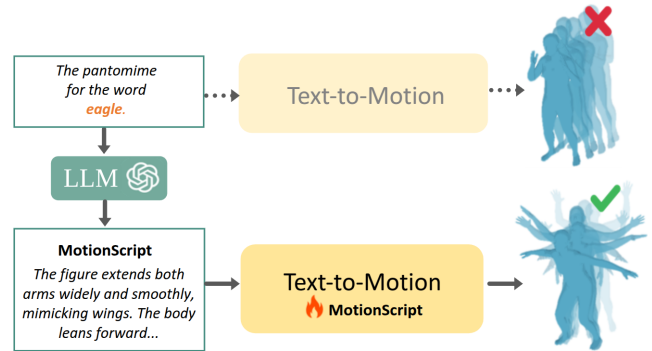 The pantomime
for the word
eagle.
Text-to-Motion
LLM
MotionScript
The figure extends both
arms widely and smoothly,
mimicking wings. The body
leans forward...
Text-to-Motion
MotionScript